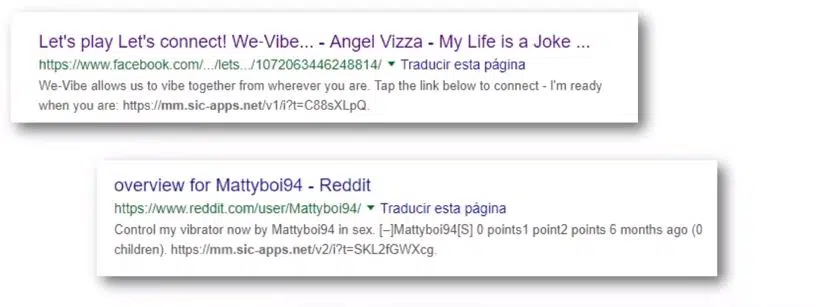 Let's play Let's connect! We-Vibe... - Angel Vizza - My Life is a Joke ...
https://www.facebook.com/.../lets.../1072063446248814/ ▼ Traducir esta página
We-Vibe allows us to vibe together from wherever you are. Tap the link below to connect - I'm ready
when you are: https://mm.sic-apps.net/v1/i?t=C88sXLpQ.
overview for Mattyboi94 - Reddit
https://www.reddit.com/user/Mattyboi94/ ▼ Traducir esta página
Control my vibrator now by Mattyboi94 in sex. [–]Mattyboi94[S] 0 points1 point2 points 6 months ago (0
children). https://mm.sic-apps.net/v2/i?t=SKL2fGWXcg.